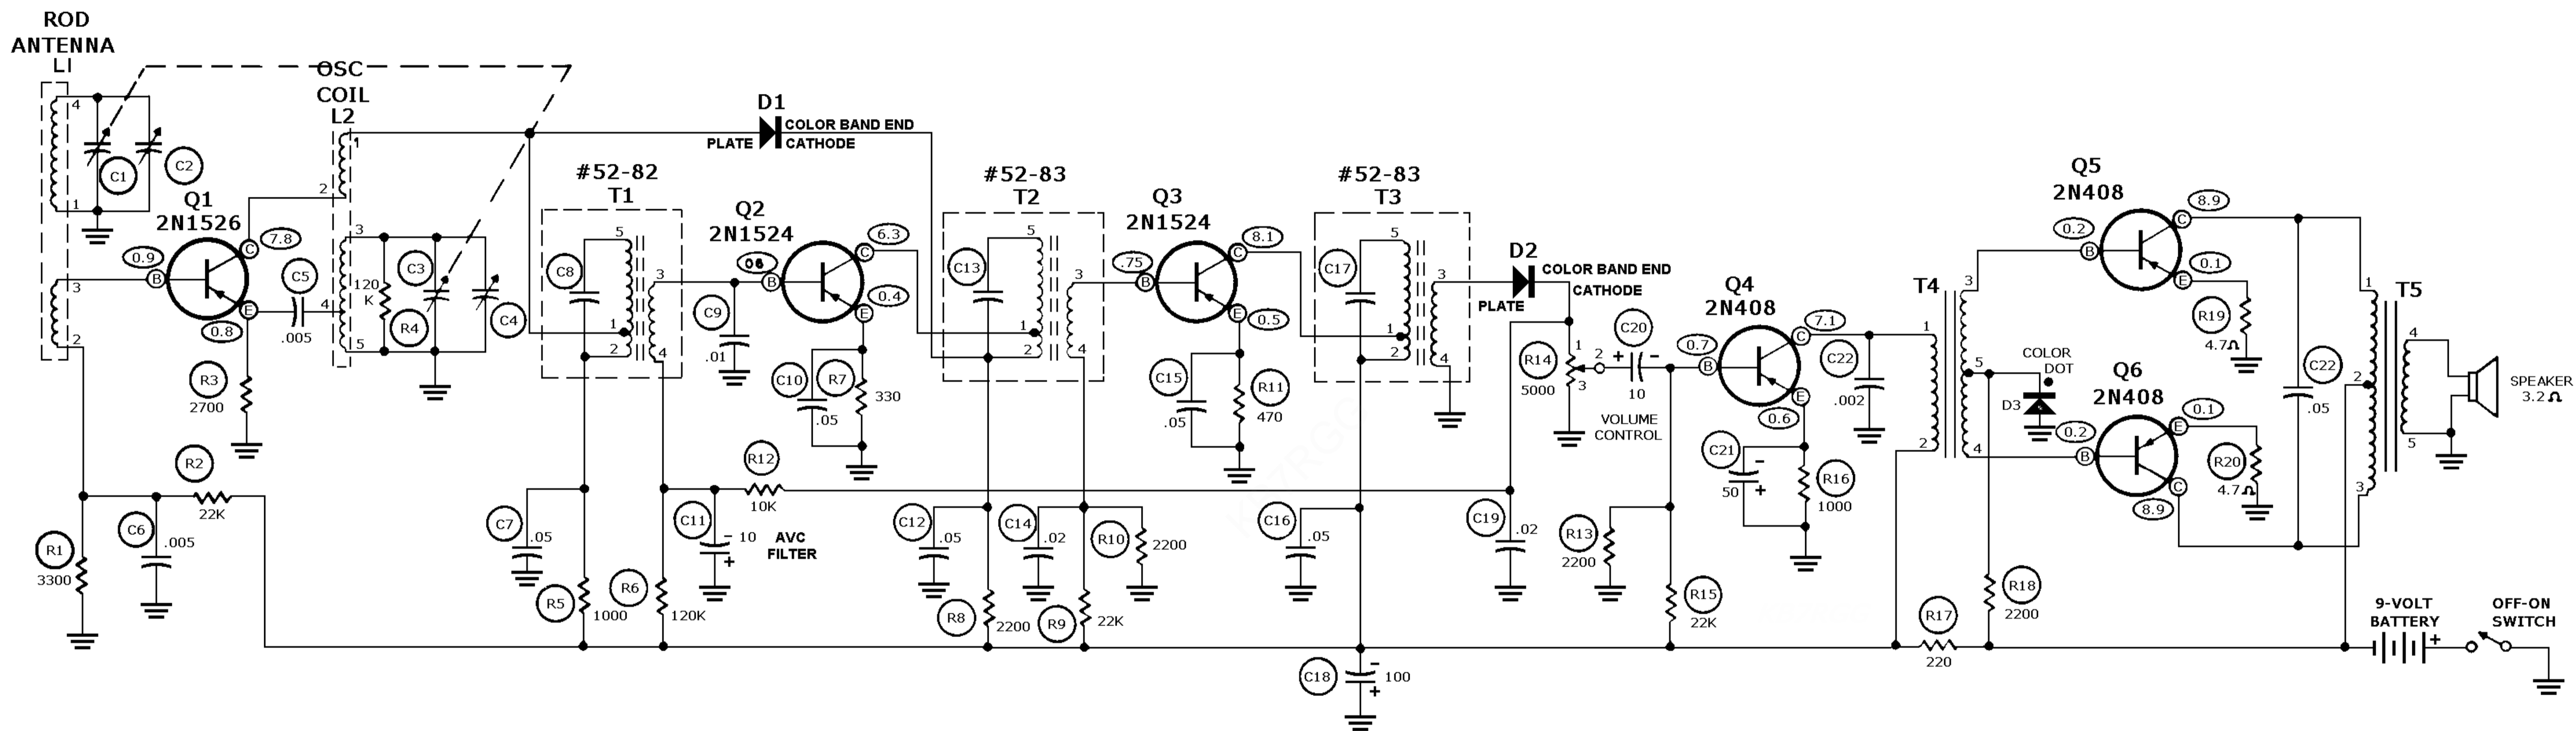 ROD
ANTENNA
L1
4
1
3
2
C1
C2
OSC
COIL
L2
1
2
3
4
5
Q1
2N1526
0.9
B
C
7.8
E
0.8
C5
.005
R3
2700
120
K
R4
C3
C4
R2
22K
R1
3300
C6
.005
D1
PLATE
COLOR BAND END
CATHODE
#52-82
T1
5
1
2
3
4
C8
Q2
2N1524
B
C
6.3
0.4
E
C9
.01
C10
.05
R7
330
C7
.05
R5
1000
R6
120K
R12
10K
C11
- 10
+
AVC
FILTER
#52-83
T2
5
1
2
3
4
C13
Q3
2N1524
.75
B
C
8.1
0.5
E
C15
.05
R11
470
C12
.05
C14
.02
R10
2200
R8
2200
R9
22K
#52-83
T3
5
1
2
3
4
C17
C16
.05
C18
-
100
+
D2
PLATE
COLOR BAND END
CATHODE
R14
5000
1
2
3
C20
+ -
10
VOLUME
CONTROL
C19
.02
Q4
2N408
0.7
B
C
7.1
E
0.6
C22
.002
C21
-
50
+
R16
1000
R13
2200
R15
22K
T4
1
2
3
5
4
COLOR
DOT
D3
R17
220
R18
2200
Q5
2N408
0.2
B
C
8.9
E
0.1
R19
4.7Ω
Q6
2N408
0.2
B
E
0.1
C
8.9
R20
4.7Ω
C22
.05
T5
1
2
3
4
5
SPEAKER
3.2 Ω
9-VOLT
BATTERY
+
OFF-ON
SWITCH